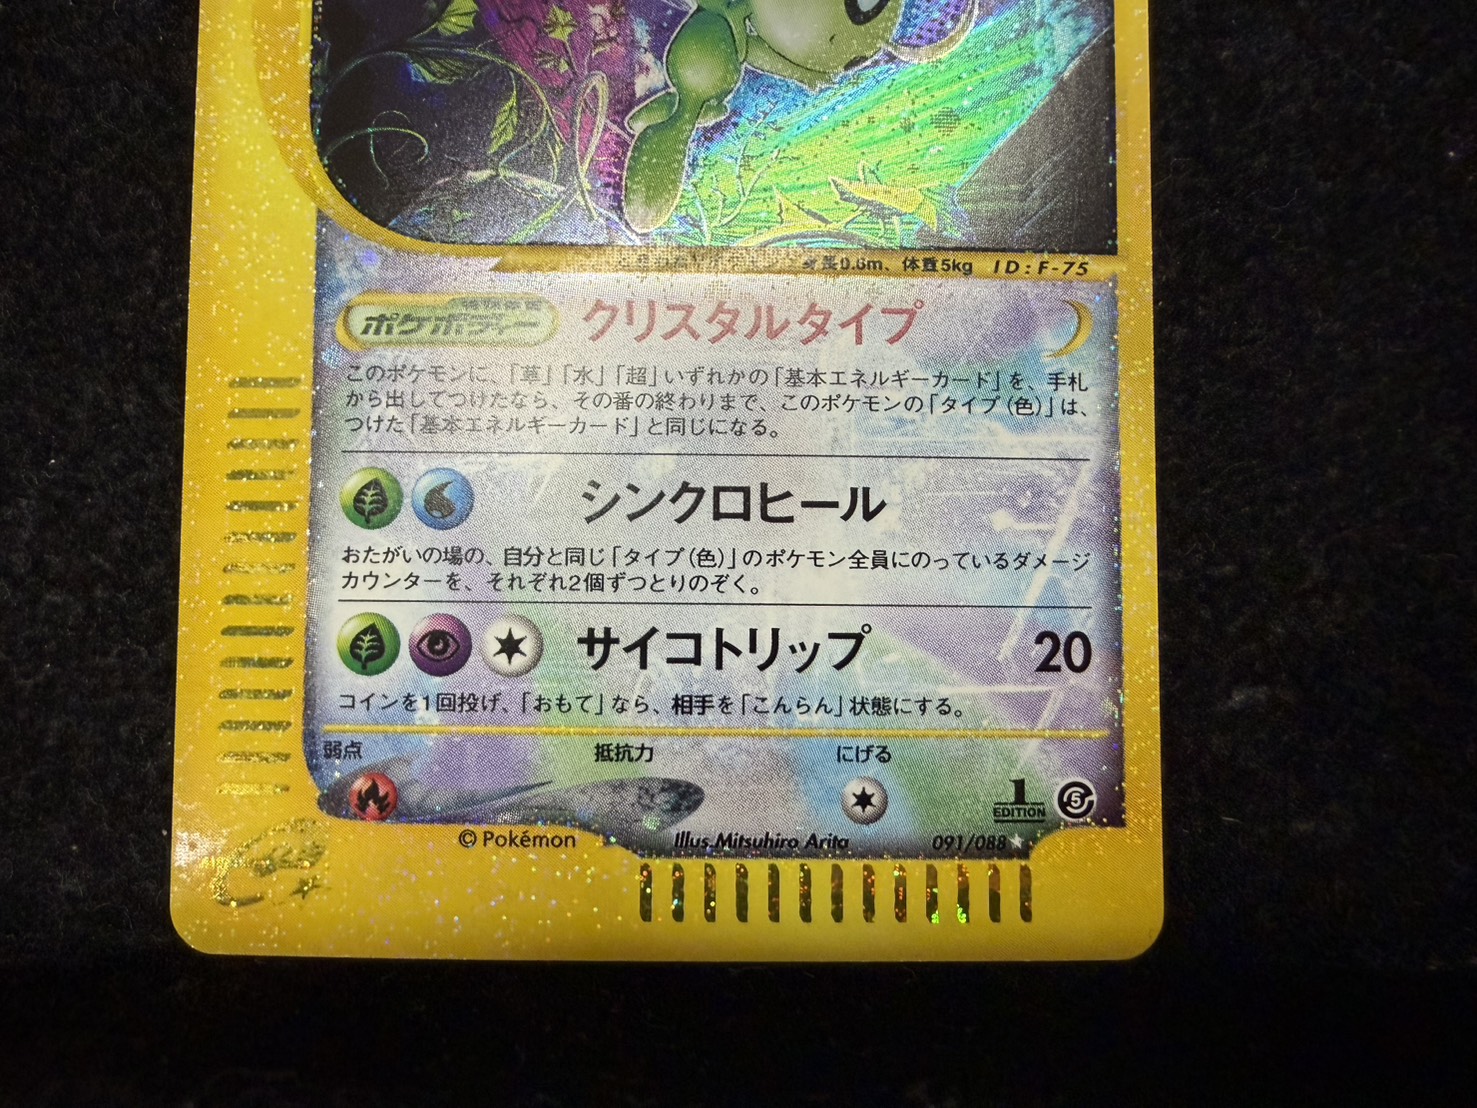 0.6m、体重5kg ID:F-75
ポケボディー クリスタルタイプ
このポケモンに、「草」「水」「超」いずれかの「基本エネルギーカード」を、手札
から出してつけたなら、その番の終わりまで、このポケモンの「タイプ(色)」は、
つけた「基本エネルギーカード」と同じになる。
シンクロヒール
おたがいの場の、自分と同じ「タイプ(色)」のポケモン全員にのっているダメージ
カウンターを、それぞれ2個ずつとりのぞく。
サイコトリップ 20
コインを1回投げ、「おもて」なら、相手を「こんらん」状態にする。
弱点 抵抗力 にげる
1 EDITION 5
© Pokémon Illus. Mitsuhiro Arita 091/088